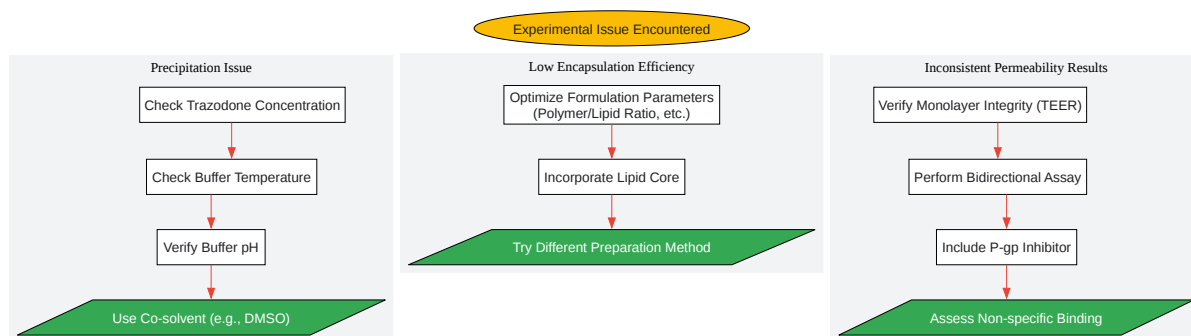 Experimental Issue Encountered
Precipitation Issue
Check Trazodone Concentration
Check Buffer Temperature
Verify Buffer pH
Use Co-solvent (e.g., DMSO)
Low Encapsulation Efficiency
Optimize Formulation Parameters
(Polymer/Lipid Ratio, etc.)
Incorporate Lipid Core
Try Different Preparation Method
Inconsistent Permeability Results
Verify Monolayer Integrity (TEER)
Perform Bidirectional Assay
Include P-gp Inhibitor
Assess Non-specific Binding